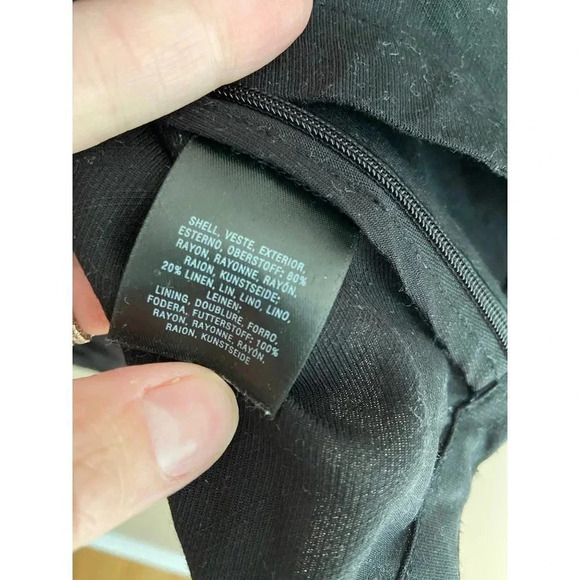 SHELL, VESTE, EXTERIOR,
ESTERNO, OBERSTOFF: 80%
RAYON, RAYONNE, RAYÓN,
RAION, KUNSTSEIDE;
20% LINEN, LIN, LINO, LINO,
LEINEN;
LINING, DOUBLURE, FORRO,
FODERA, FUTTERSTOFF: 100%
RAYON, RAYONNE, RAYÓN,
RAION, KUNSTSEIDE